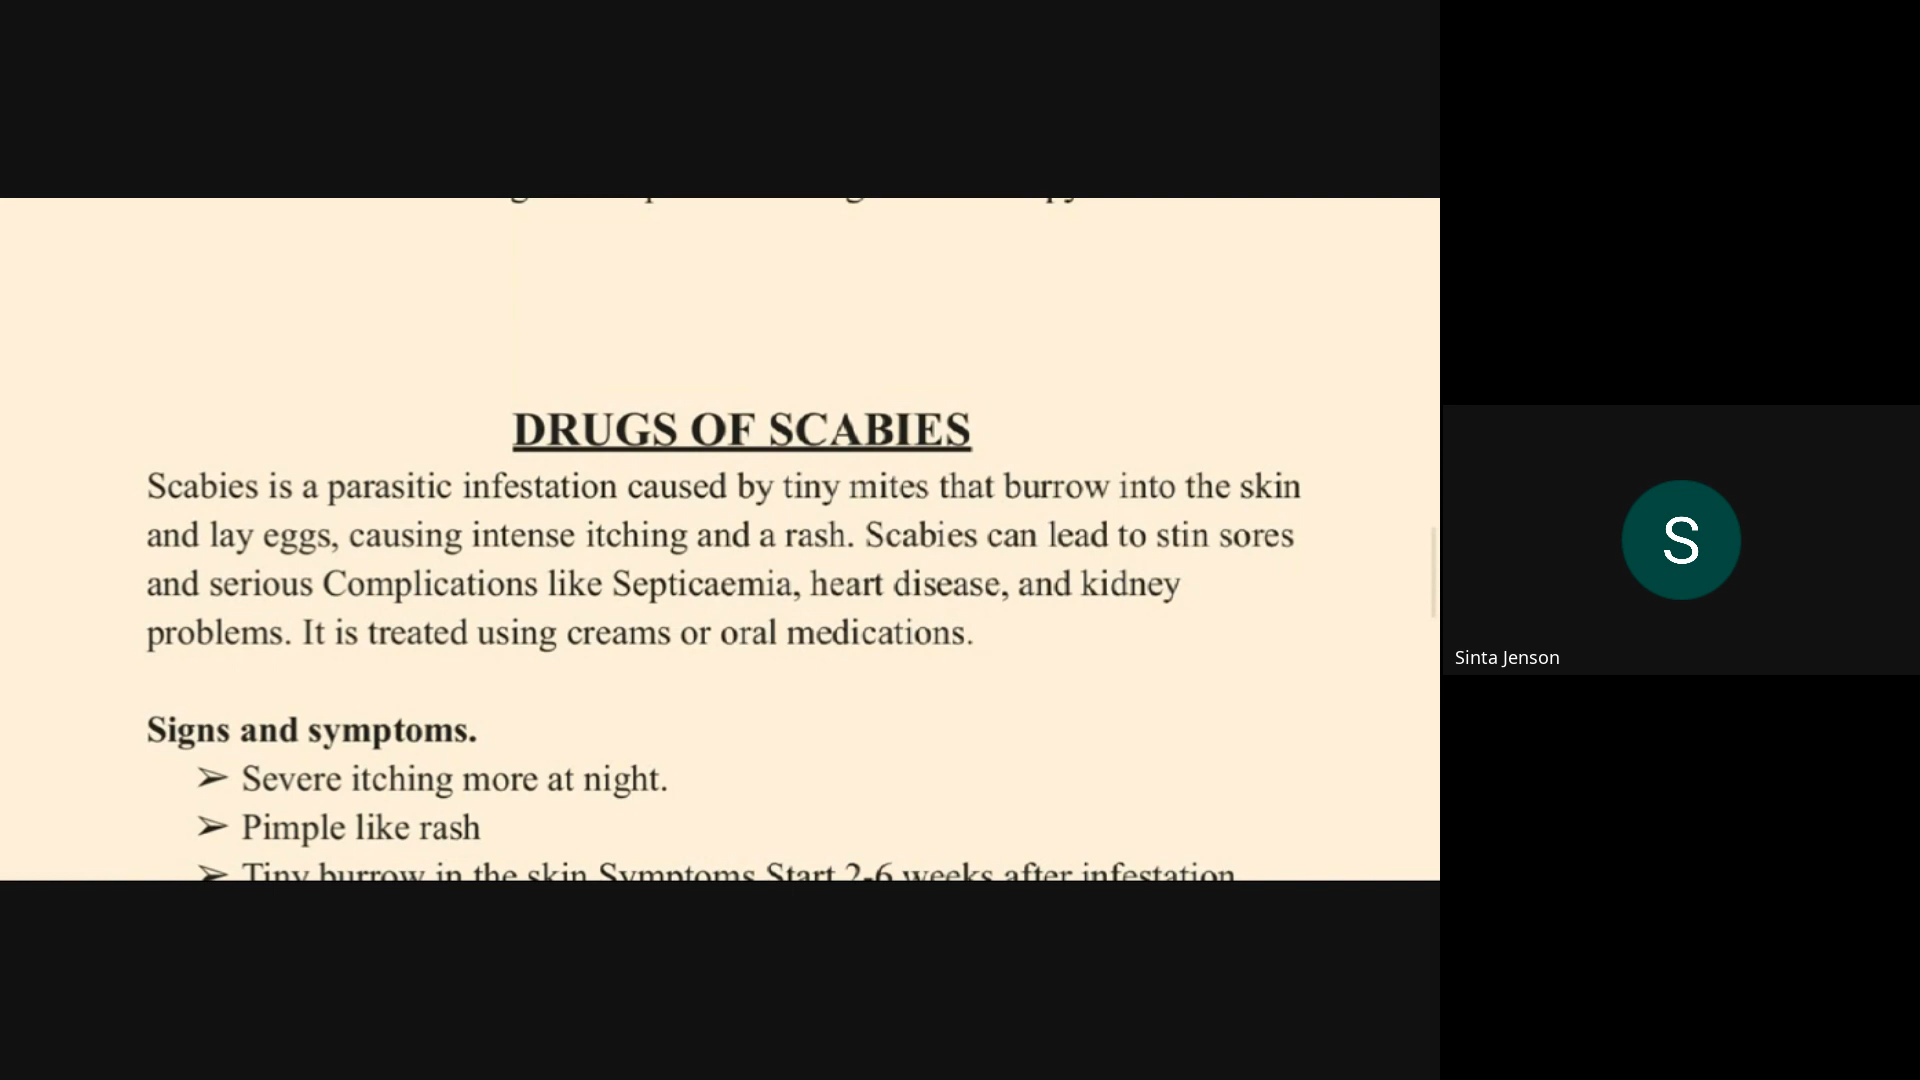 DRUGS OF SCABIES
Scabies is a parasitic infestation caused by tiny mites that burrow into the skin
and lay eggs, causing intense itching and a rash. Scabies can lead to stin sores
and serious Complications like Septicaemia, heart disease, and kidney
problems. It is treated using creams or oral medications.
Signs and symptoms.
➢ Severe itching more at night.
➢ Pimple like rash
➢ Tiny burrow in the skin Symptoms Start 2-6 weeks after infestation
S
Sinta Jenson